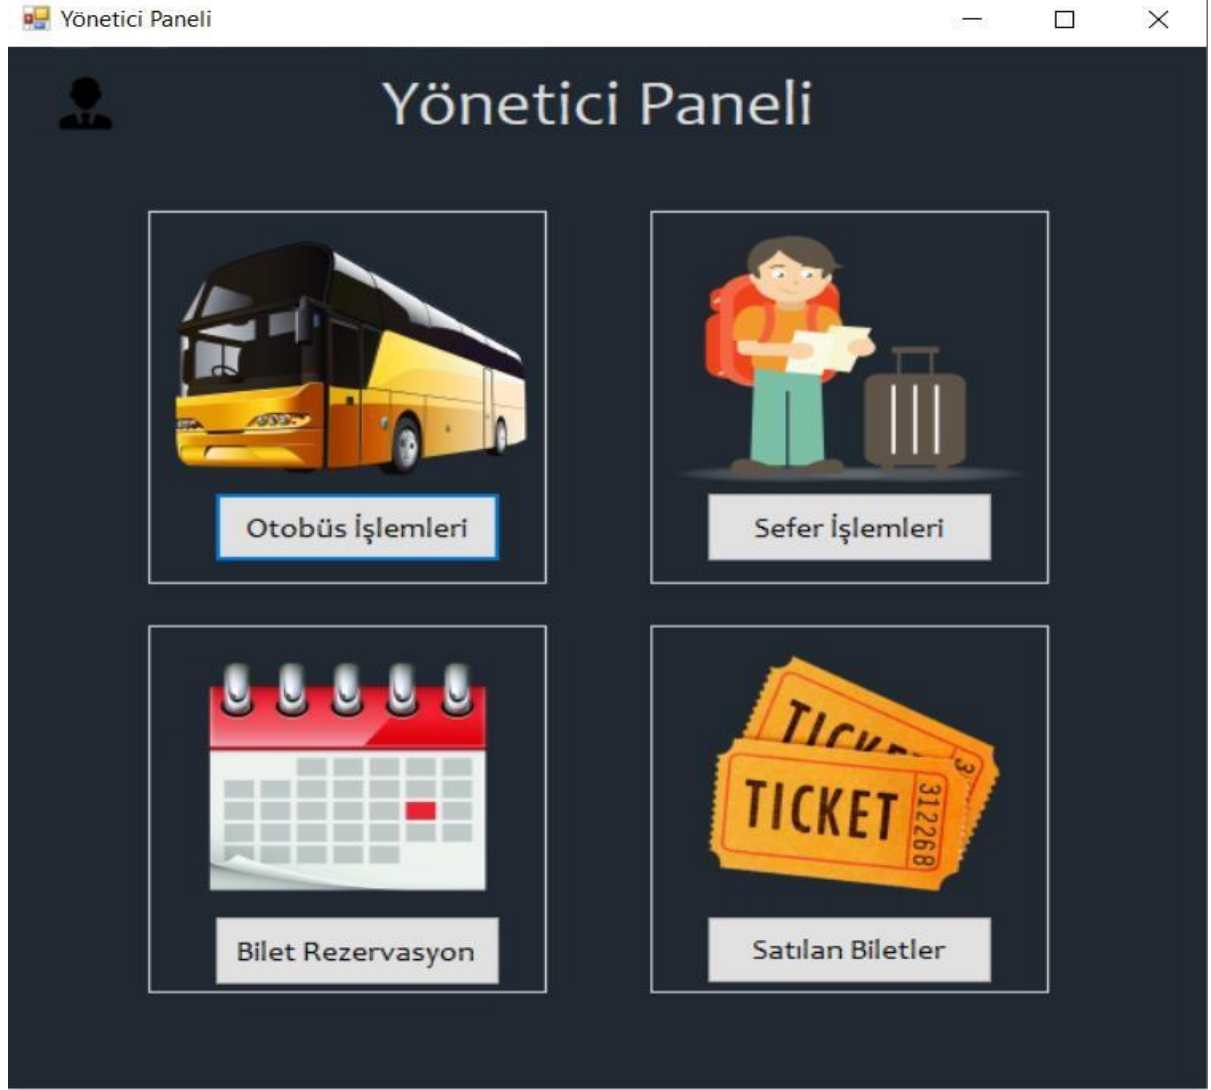 Yönetici Paneli
Yönetici Paneli
Otobüs İşlemleri
Sefer İşlemleri
TICKET
312268
Bilet Rezervasyon
Satılan Biletler